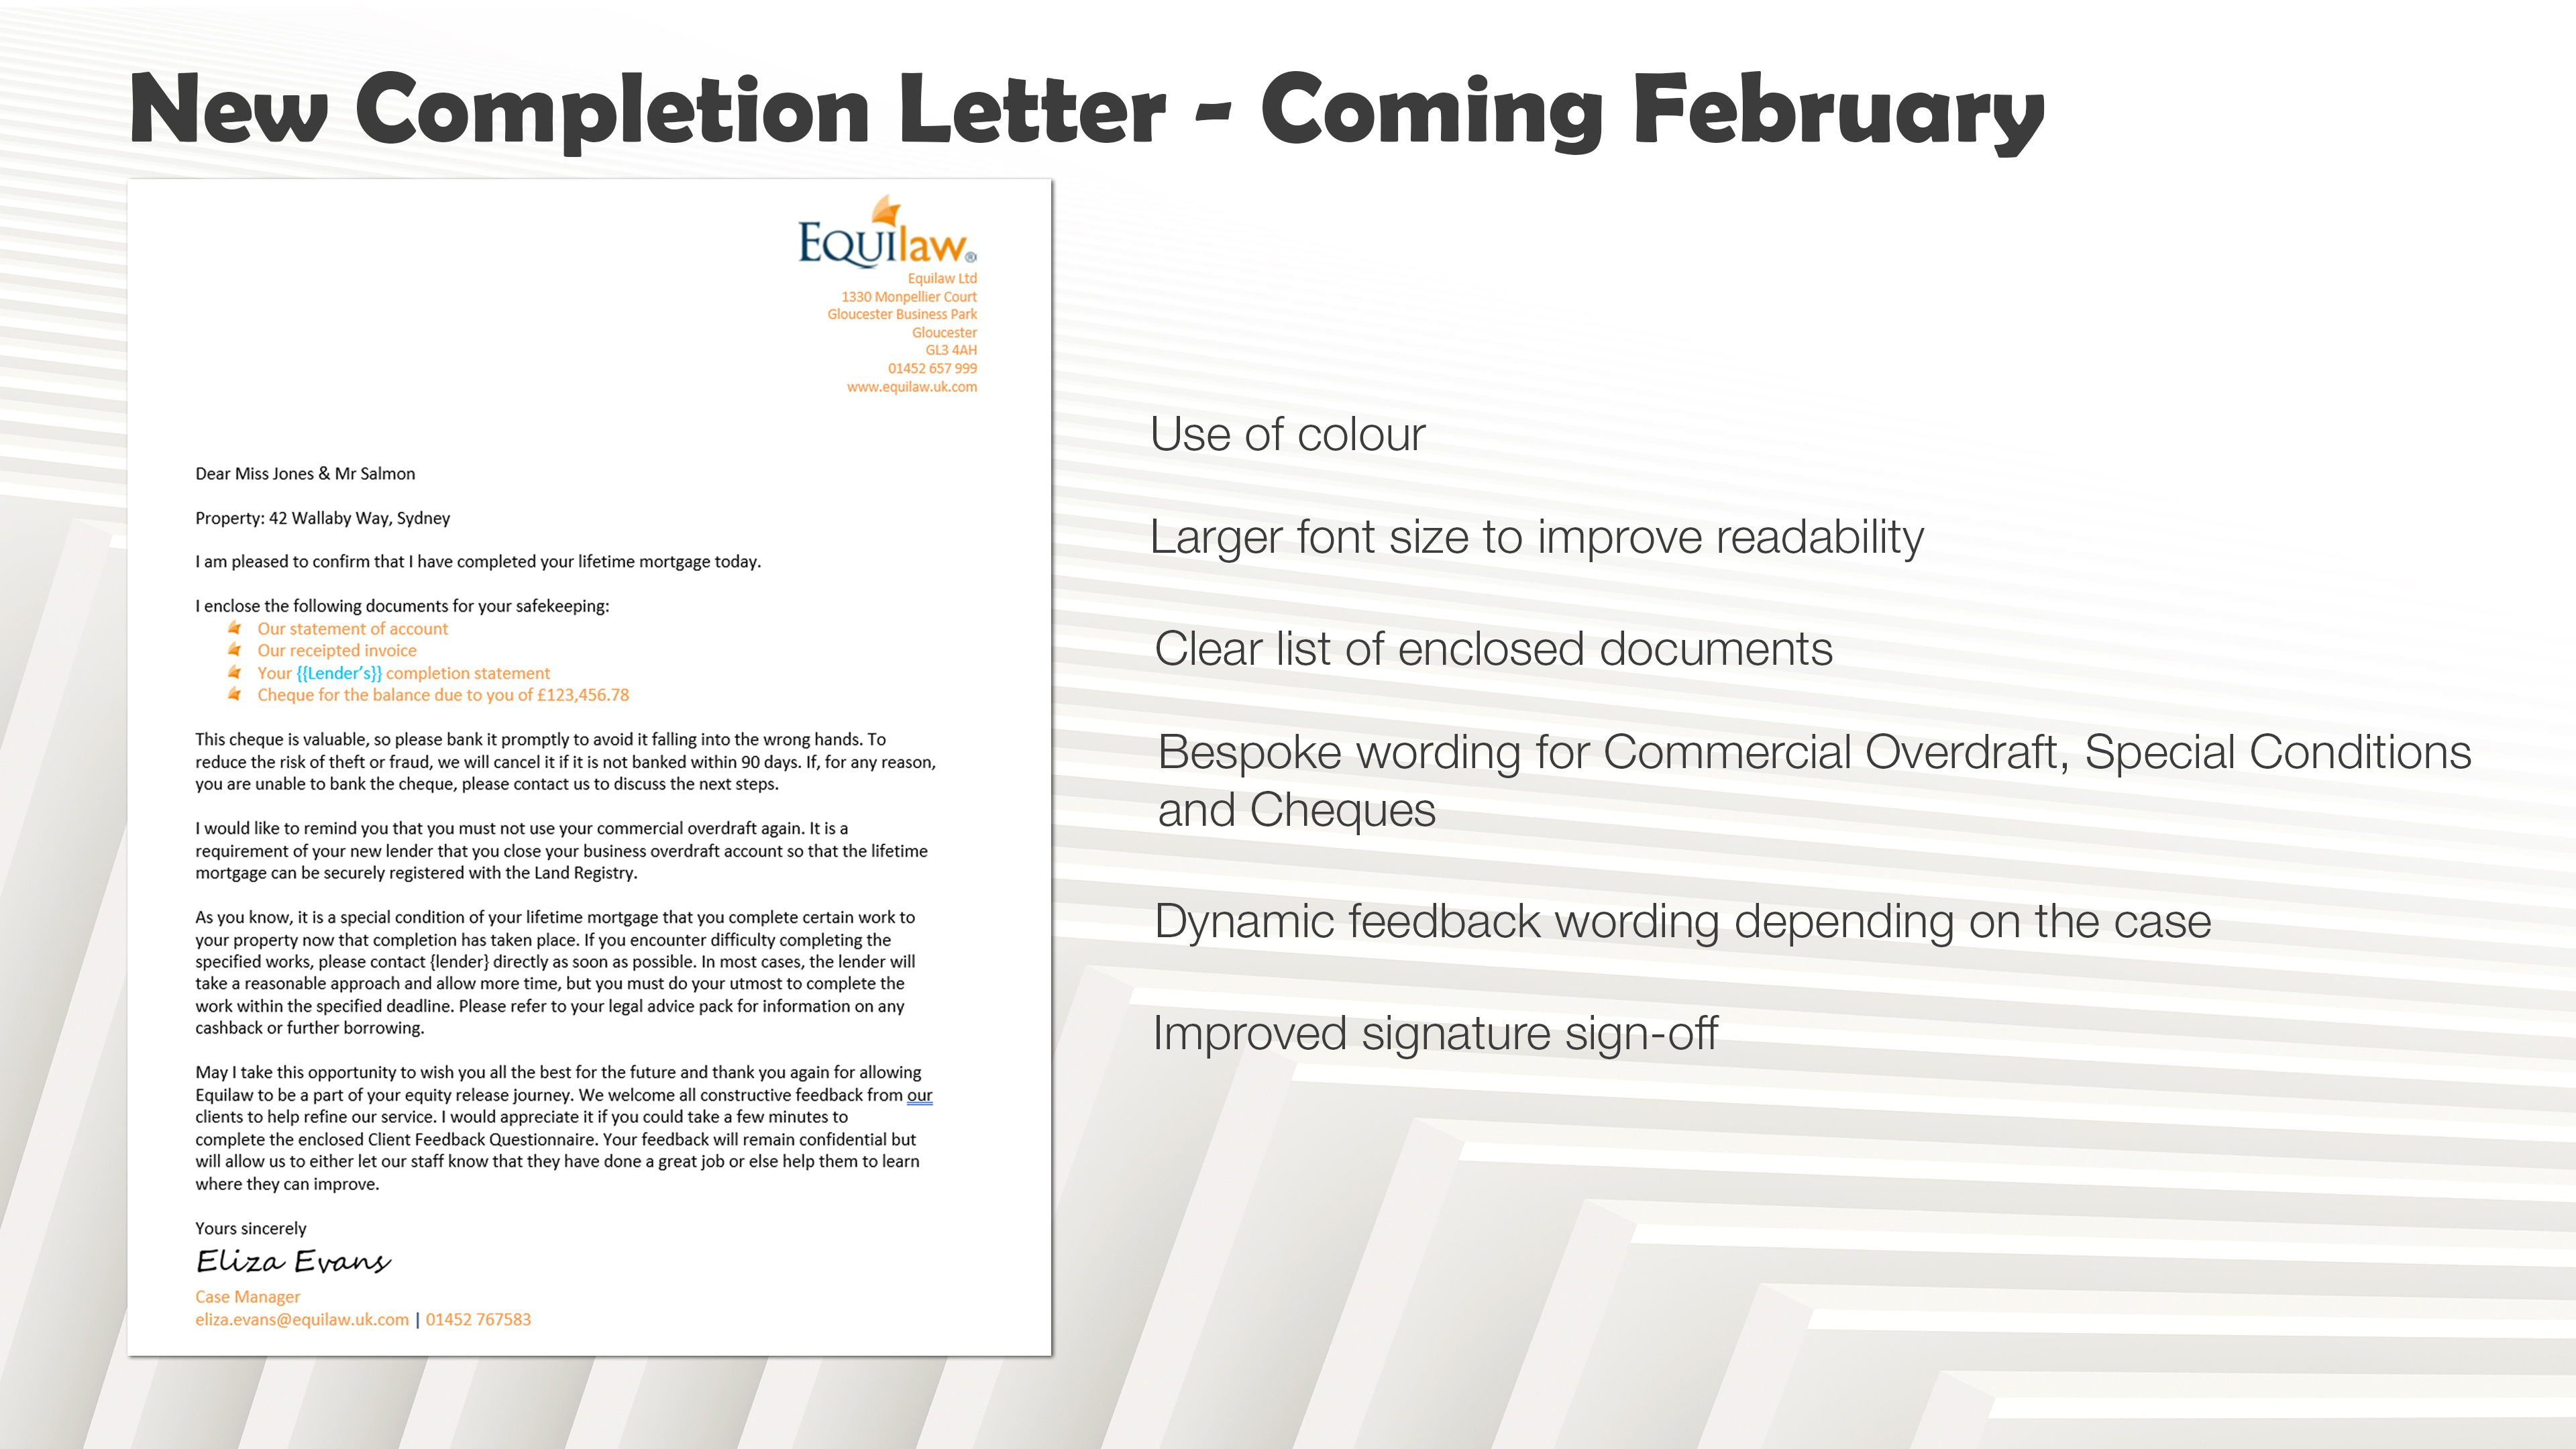 New Completion Letter - Coming February
Equilaw®
Equilaw Ltd
1330 Monpellier Court
Gloucester Business Park
Gloucester
GL3 4AH
01452 657 999
www.equilaw.uk.com
Dear Miss Jones & Mr Salmon
Property: 42 Wallaby Way, Sydney
I am pleased to confirm that I have completed your lifetime mortgage today.
I enclose the following documents for your safekeeping:
Our statement of account
Our receipted invoice
Your {{Lender's}} completion statement
Cheque for the balance due to you of £123,456.78
This cheque is valuable, so please bank it promptly to avoid it falling into the wrong hands. To
reduce the risk of theft or fraud, we will cancel it if it is not banked within 90 days. If, for any reason,
you are unable to bank the cheque, please contact us to discuss the next steps.
I would like to remind you that you must not use your commercial overdraft again. It is a
requirement of your new lender that you close your business overdraft account so that the lifetime
mortgage can be securely registered with the Land Registry.
As you know, it is a special condition of your lifetime mortgage that you complete certain work to
your property now that completion has taken place. If you encounter difficulty completing the
specified works, please contact {lender} directly as soon as possible. In most cases, the lender will
take a reasonable approach and allow more time, but you must do your utmost to complete the
work within the specified deadline. Please refer to your legal advice pack for information on any
cashback or further borrowing.
May I take this opportunity to wish you all the best for the future and thank you again for allowing
Equilaw to be a part of your equity release journey. We welcome all constructive feedback from our
clients to help refine our service. I would appreciate it if you could take a few minutes to
complete the enclosed Client Feedback Questionnaire. Your feedback will remain confidential but
will allow us to either let our staff know that they have done a great job or else help them to learn
where they can improve.
Yours sincerely
Eliza Evans
Case Manager
eliza.evans@equilaw.uk.com | 01452 767583
Use of colour
Larger font size to improve readability
Clear list of enclosed documents
Bespoke wording for Commercial Overdraft, Special Conditions
and Cheques
Dynamic feedback wording depending on the case
Improved signature sign-off